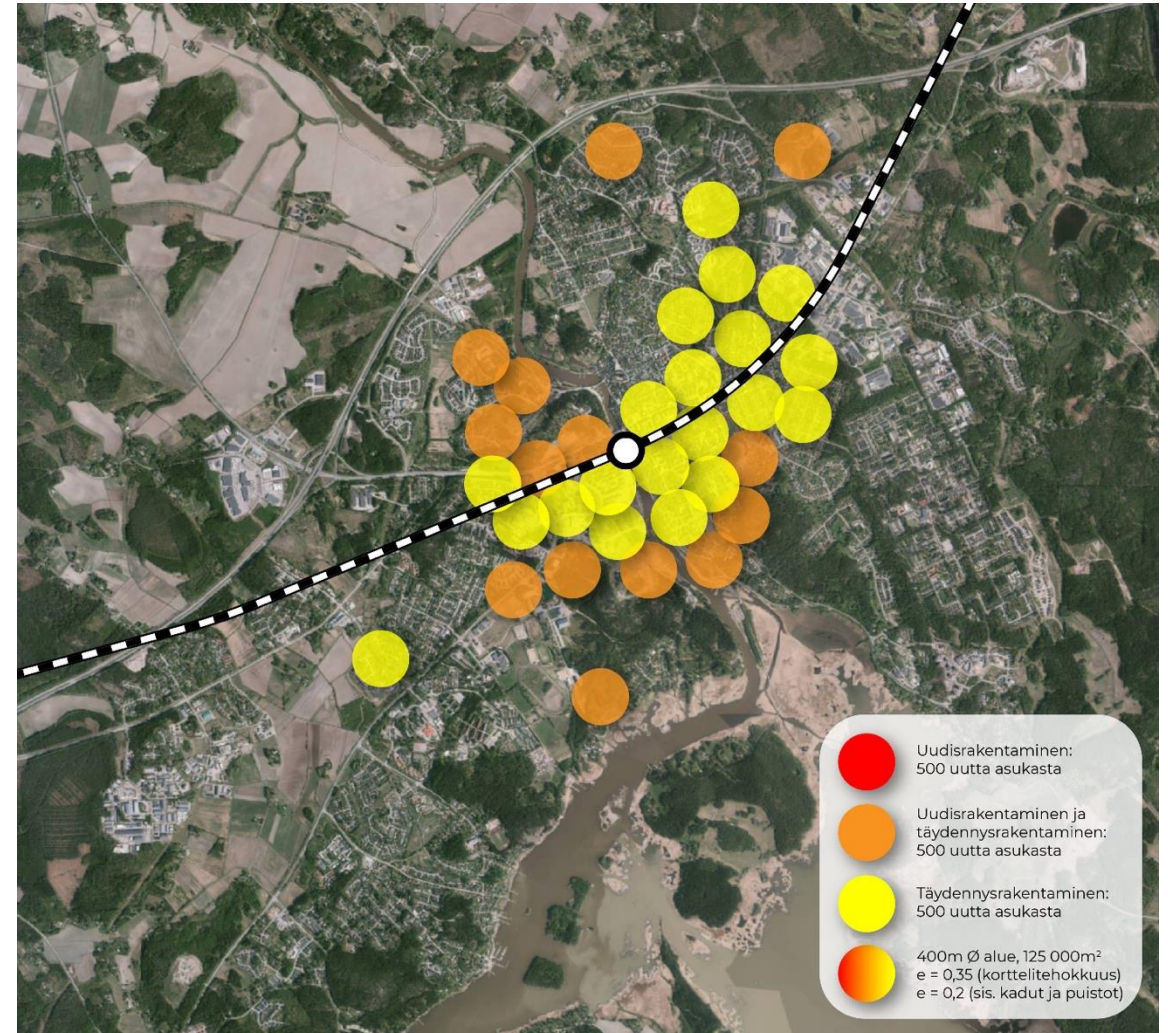 Uudisrakentaminen:
500 uutta asukasta
Uudisrakentaminen ja
täydennysrakentaminen:
500 uutta asukasta
Täydennysrakentaminen:
500 uutta asukasta
400m Ø alue, 125 000m²
e = 0,35 (korttelitehokkuus)
e = 0,2 (sis. kadut ja puistot)